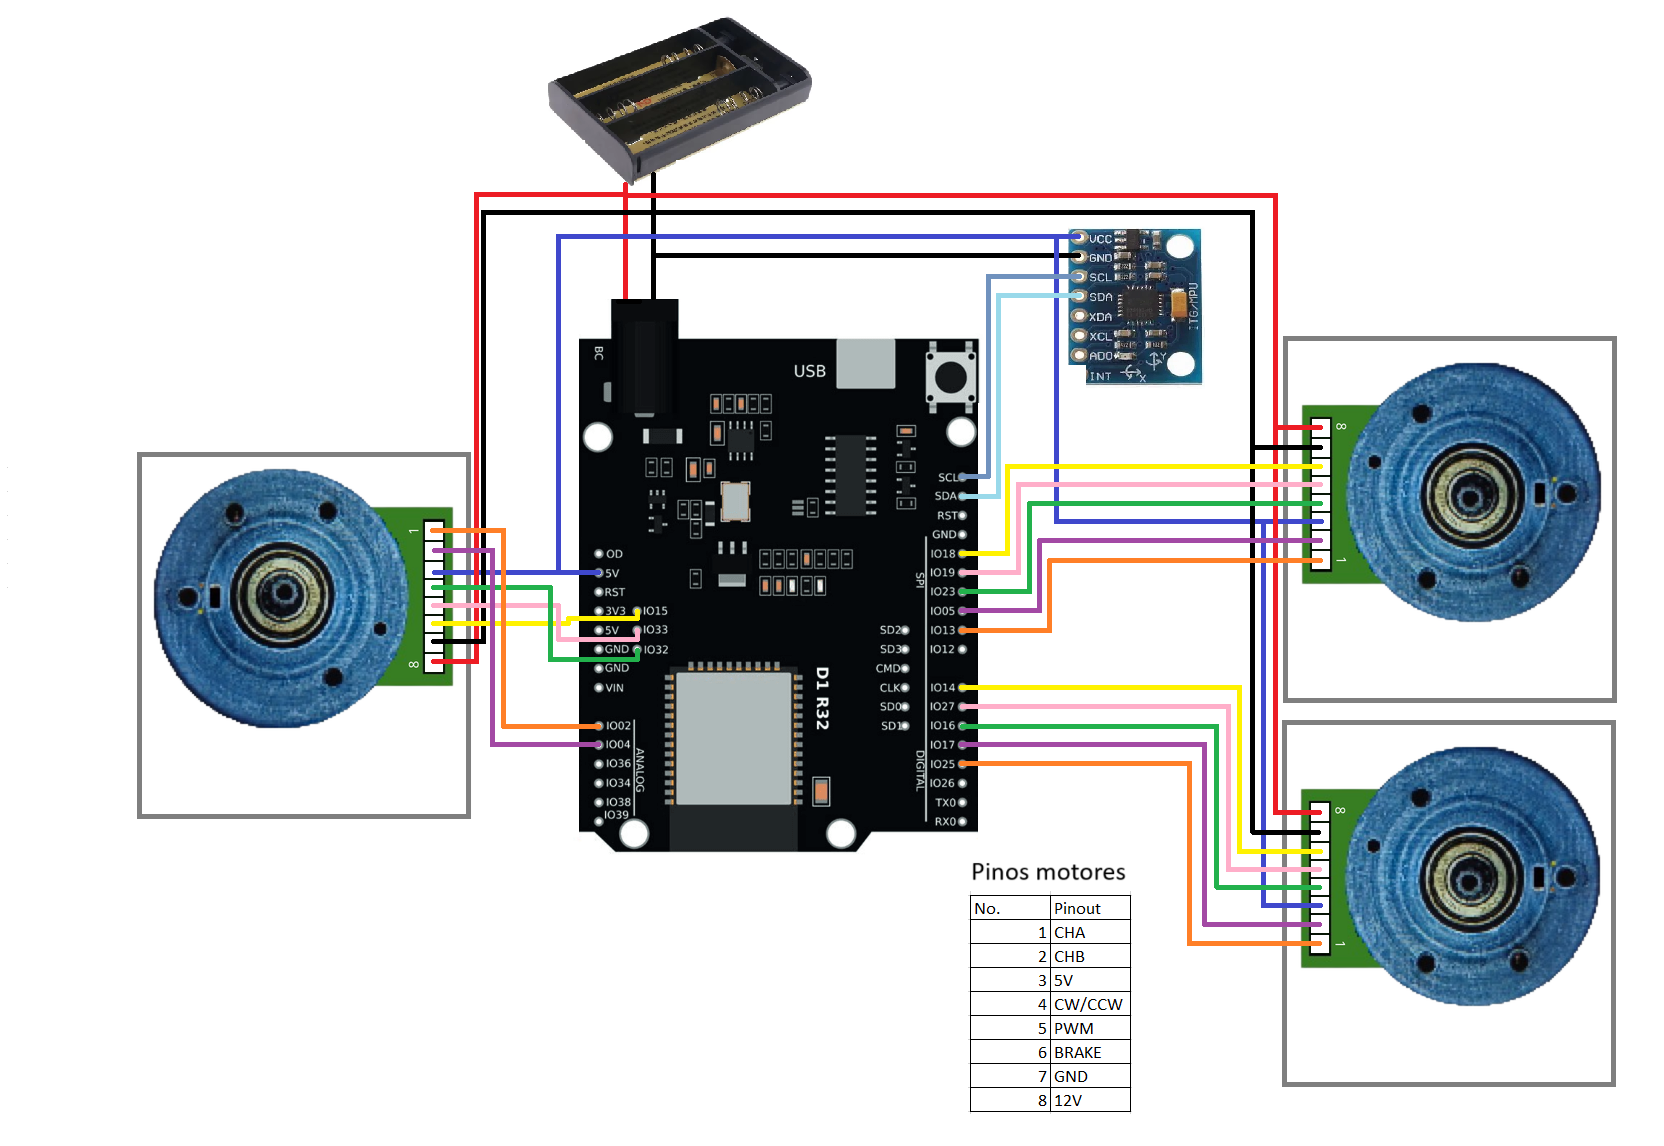 BC
USB
VCC
GND
SCL
SDA
XDA
XCL
ADO
INT
ITG/MPU
X
Y
SCL
SDA
RST
GND
IO18
IO19
IO23
IO05
IO13
IO12
SPI
OD
5V
RST
3V3
IO15
5V
IO33
GND
IO32
GND
VIN
SD2
SD3
CMD
CLK
SD0
SD1
IO14
IO27
IO16
IO17
IO25
IO26
TX0
RX0
DIGITAL
D1 R32
IO02
IO04
IO36
IO34
IO38
IO39
ANALOG
1
8
8
1
8
1
Pinos motores
No. Pinout
1 CHA
2 CHB
3 5V
4 CW/CCW
5 PWM
6 BRAKE
7 GND
8 12V